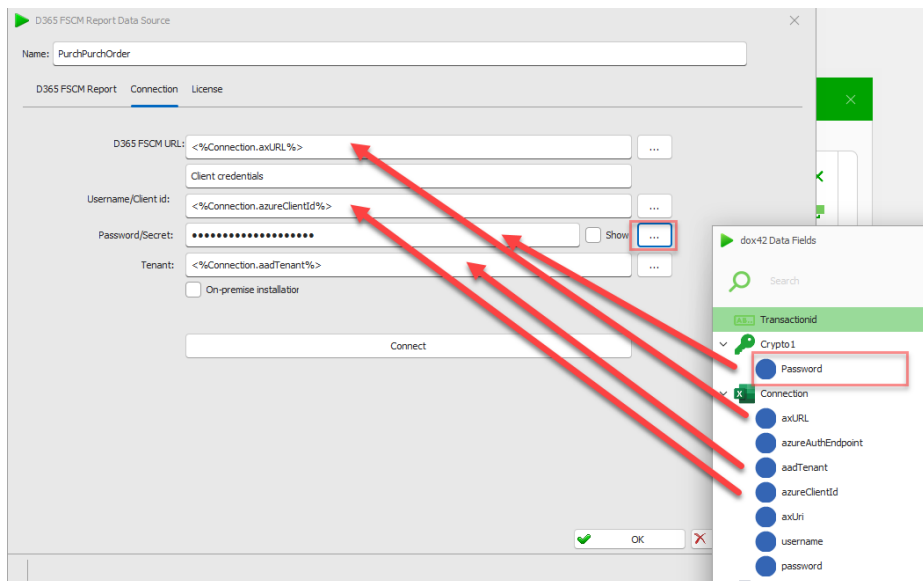 D365 FSCM Report Data Source
Name: PurchPurchOrder
D365 FSCM Report Connection License
D365 FSCM URL: <%Connection.axURL%> ...
Client credentials
Username/Client id: <%Connection.azureClientId%> ...
Password/Secret: •••••••••••••••••••• Show ...
Tenant: <%Connection.aadTenant%> ...
On-premise installation
Connect
OK
dox42 Data Fields
Search
AB... Transactionid
Crypto1
Password
Connection
axURL
azureAuthEndpoint
aadTenant
azureClientId
axUri
username
password